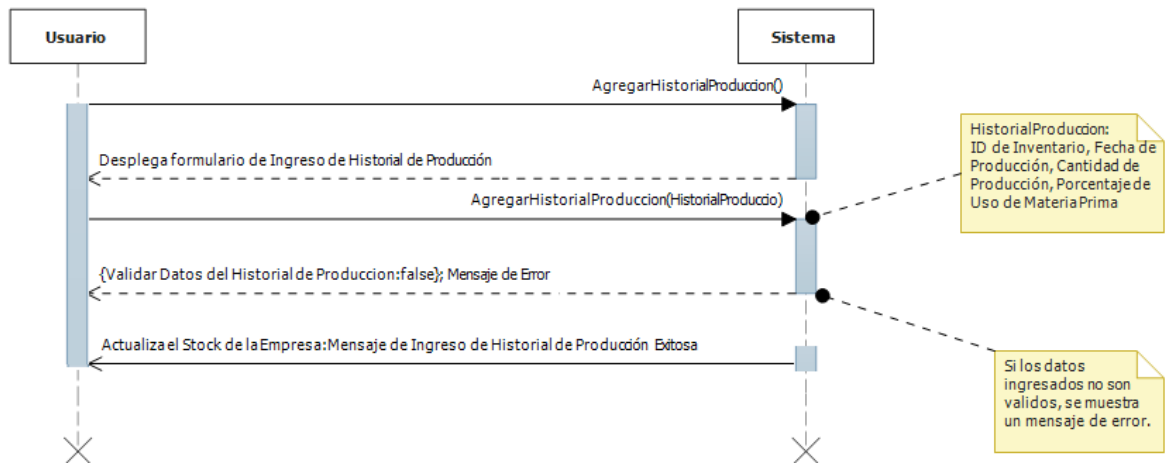 Usuario
Sistema
AgregarHistorialProduccion()
HistorialProduccion:
ID de Inventario, Fecha de
Producción, Cantidad de
Producción, Porcentaje de
Uso de Materia Prima
Desplega formulario de Ingreso de Historial de Producción
AgregarHistorialProduccion(HistorialProduccio)
{Validar Datos del Historial de Produccion:false}; Mensaje de Error
Actualiza el Stock de la Empresa:Mensaje de Ingreso de Historial de Producción Exitosa
Si los datos
ingresados no son
validos, se muestra
un mensaje de error.